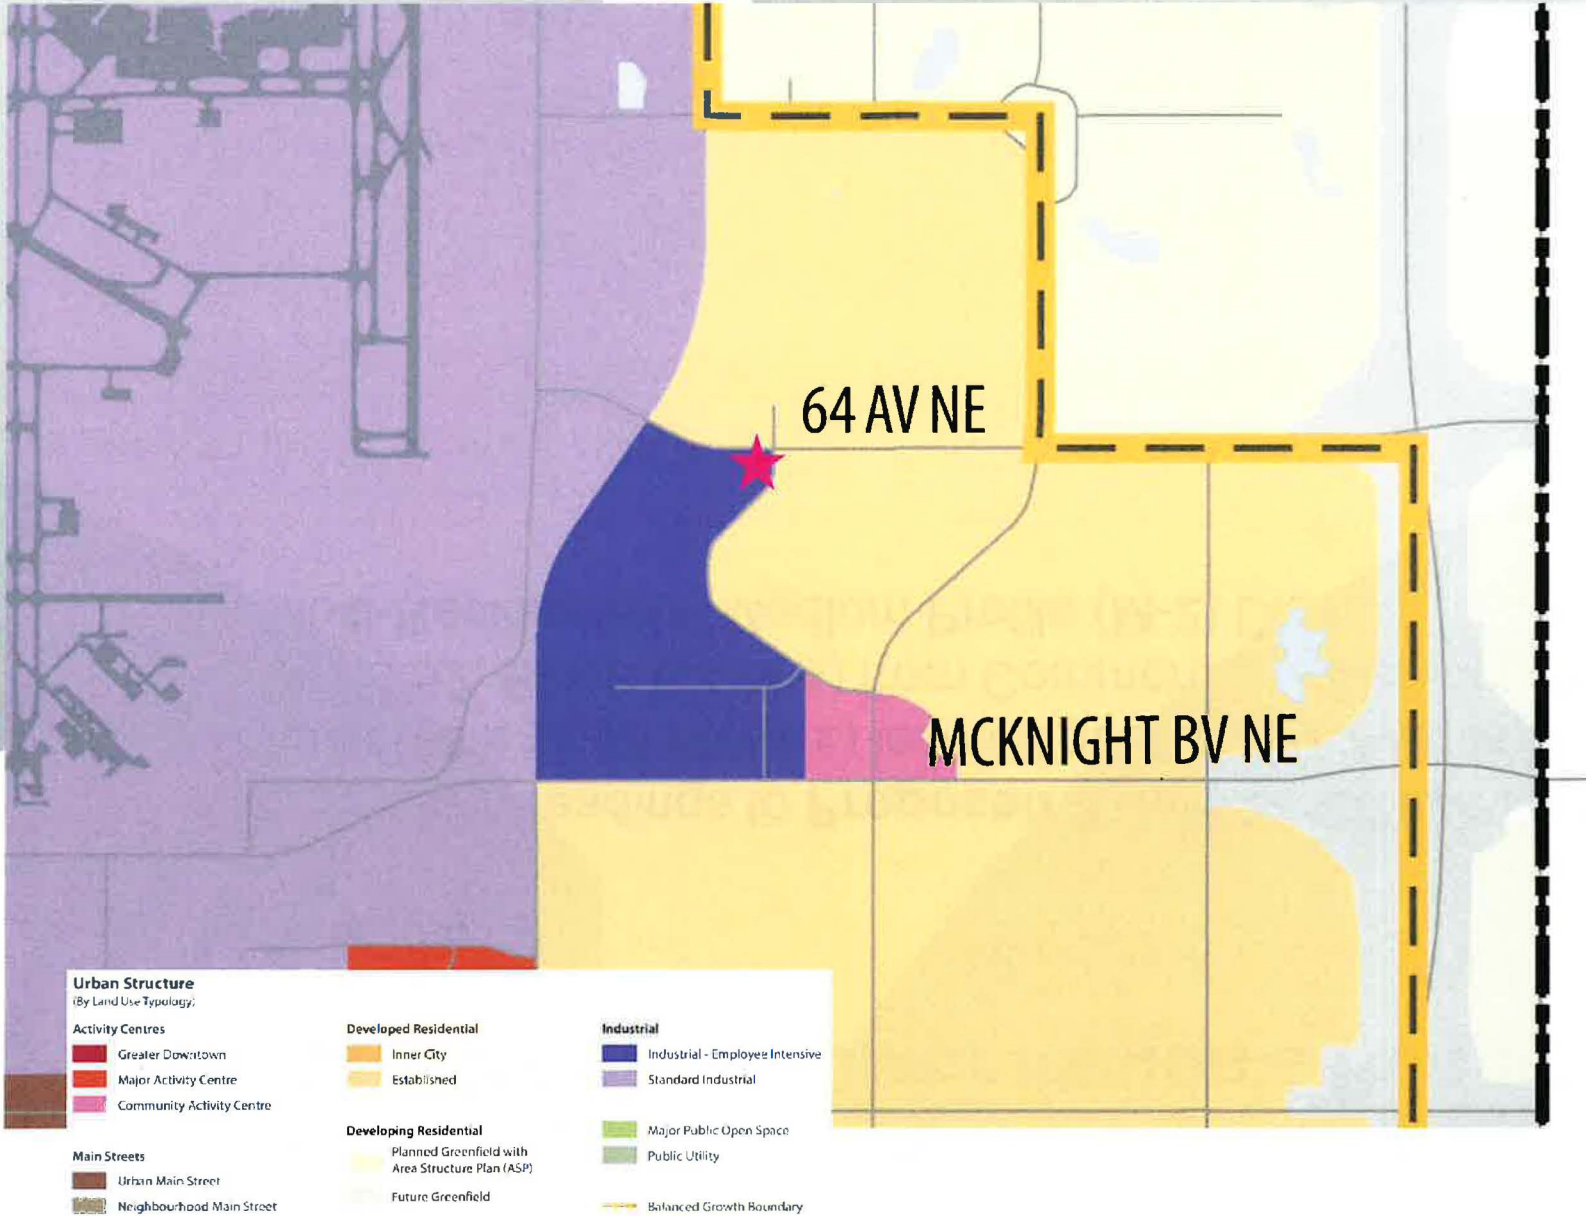 64 AV NE
MCKNIGHT BV NE
Urban Structure
(By Land Use Typology)
Activity Centres
Greater Downtown
Major Activity Centre
Community Activity Centre
Main Streets
Urban Main Street
Neighbourhood Main Street
Developed Residential
Inner City
Established
Developing Residential
Planned Greenfield with
Area Structure Plan (ASP)
Future Greenfield
Industrial
Industrial - Employee Intensive
Standard Industrial
Major Public Open Space
Public Utility
Balanced Growth Boundary